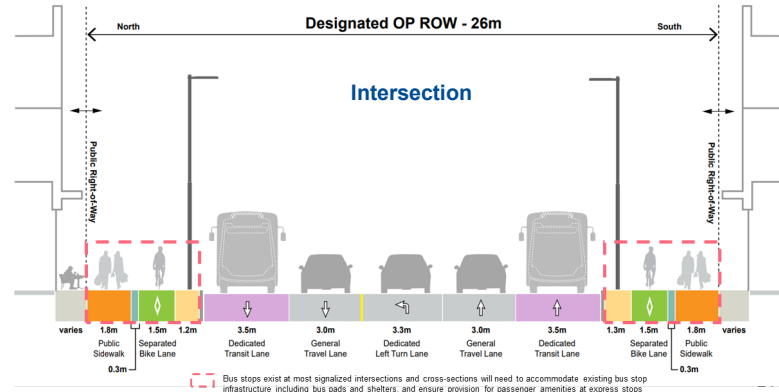 Designated OP ROW - 26m
North
South
Intersection
Public Right-of-Way
Public Right-of-Way
varies
1.8m
1.5m
1.2m
3.5m
3.0m
3.3m
3.0m
3.5m
1.3m
1.5m
1.8m
varies
Public
Sidewalk
Separated
Bike Lane
Dedicated
Transit Lane
General
Travel Lane
Dedicated
Left Turn Lane
General
Travel Lane
Dedicated
Transit Lane
Separated
Bike Lane
Public
Sidewalk
0.3m
0.3m
Bus stops exist at most signalized intersections and cross-sections will need to accommodate existing bus stop
infrastructure including bus pads and shelters, and ensure provision for passenger amenities at express stops